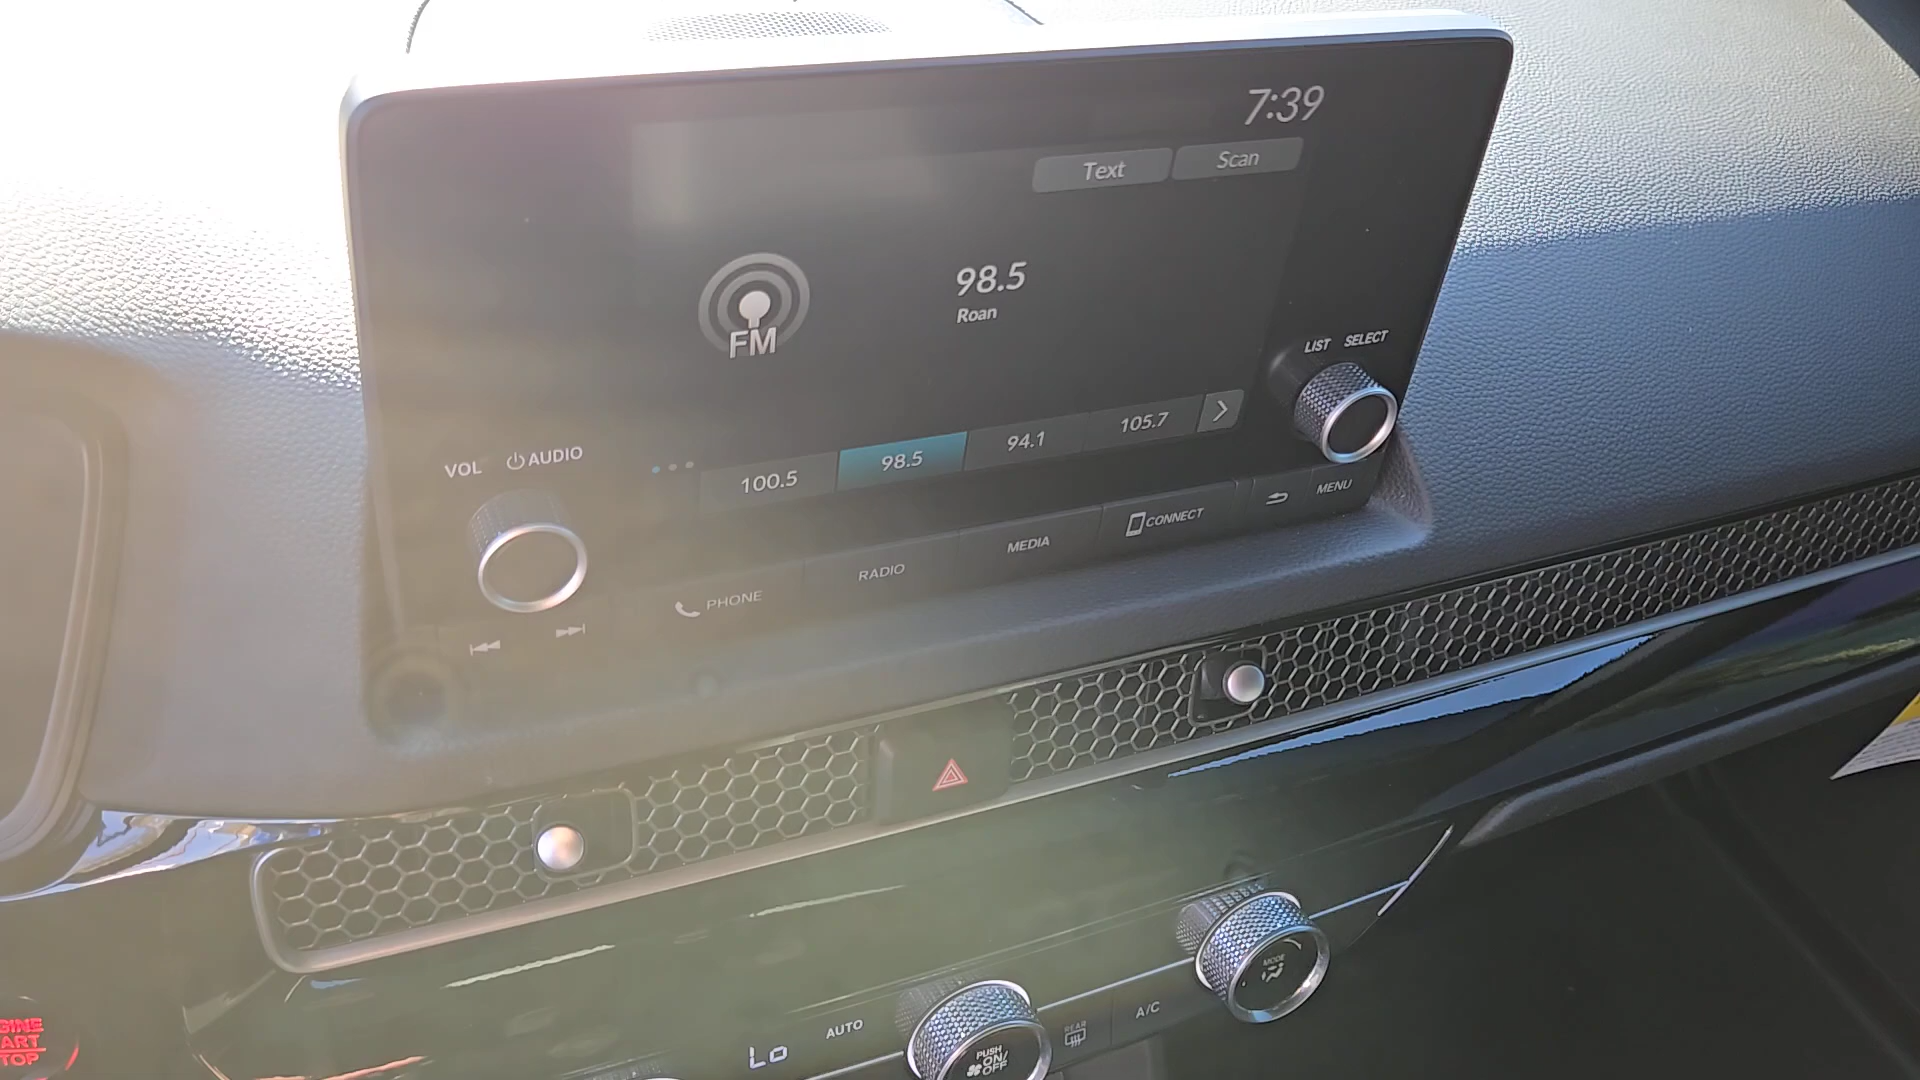 7:39
Text Scan
98.5
Roan
FM
LIST SELECT
VOL AUDIO
100.5 98.5 94.1 105.7
PHONE RADIO MEDIA CONNECT MENU
MODE
A/C
REAR
AUTO
Lo
PUSH
ON/
OFF